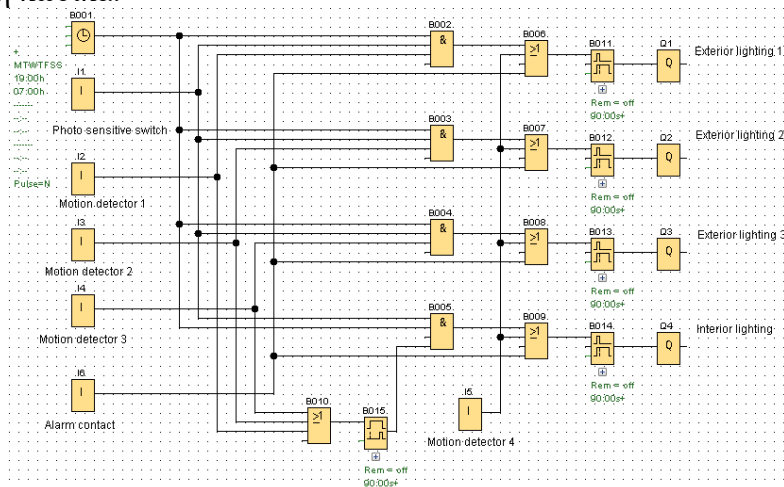 B001
+
MTWTFSS
19:00h
07:00h
------
--:--
--:--
------
--:--
--:--
Pulse=N
I1
I
Photo sensitive switch
I2
I
Motion detector 1
I3
I
Motion detector 2
I4
I
Motion detector 3
I6
I
Alarm contact
B002
&
B003
&
B004
&
B005
&
B006
≥1
B007
≥1
B008
≥1
B009
≥1
B010
≥1
B015
Rem = off
90:00s+
I5
I
Motion detector 4
B011
Rem = off
90:00s+
B012
Rem = off
90:00s+
B013
Rem = off
90:00s+
B014
Rem = off
90:00s+
Q1
Q
Exterior lighting 1
Q2
Q
Exterior lighting 2
Q3
Q
Exterior lighting 3
Q4
Q
Interior lighting